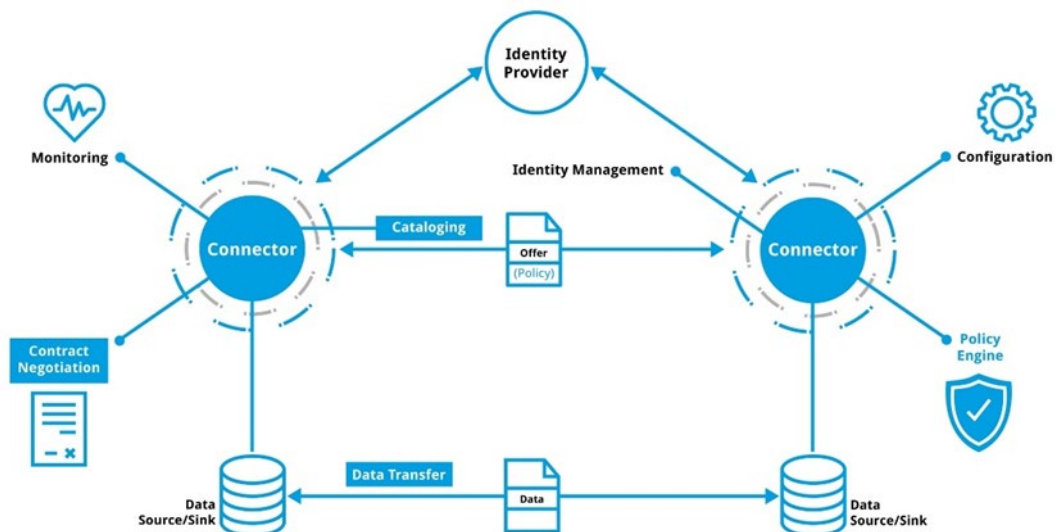 Identity
Provider
Monitoring
Configuration
Identity Management
Cataloging
Connector
Offer
(Policy)
Connector
Contract
Negotiation
Policy
Engine
Data Transfer
Data
Data
Source/Sink
Data
Source/Sink